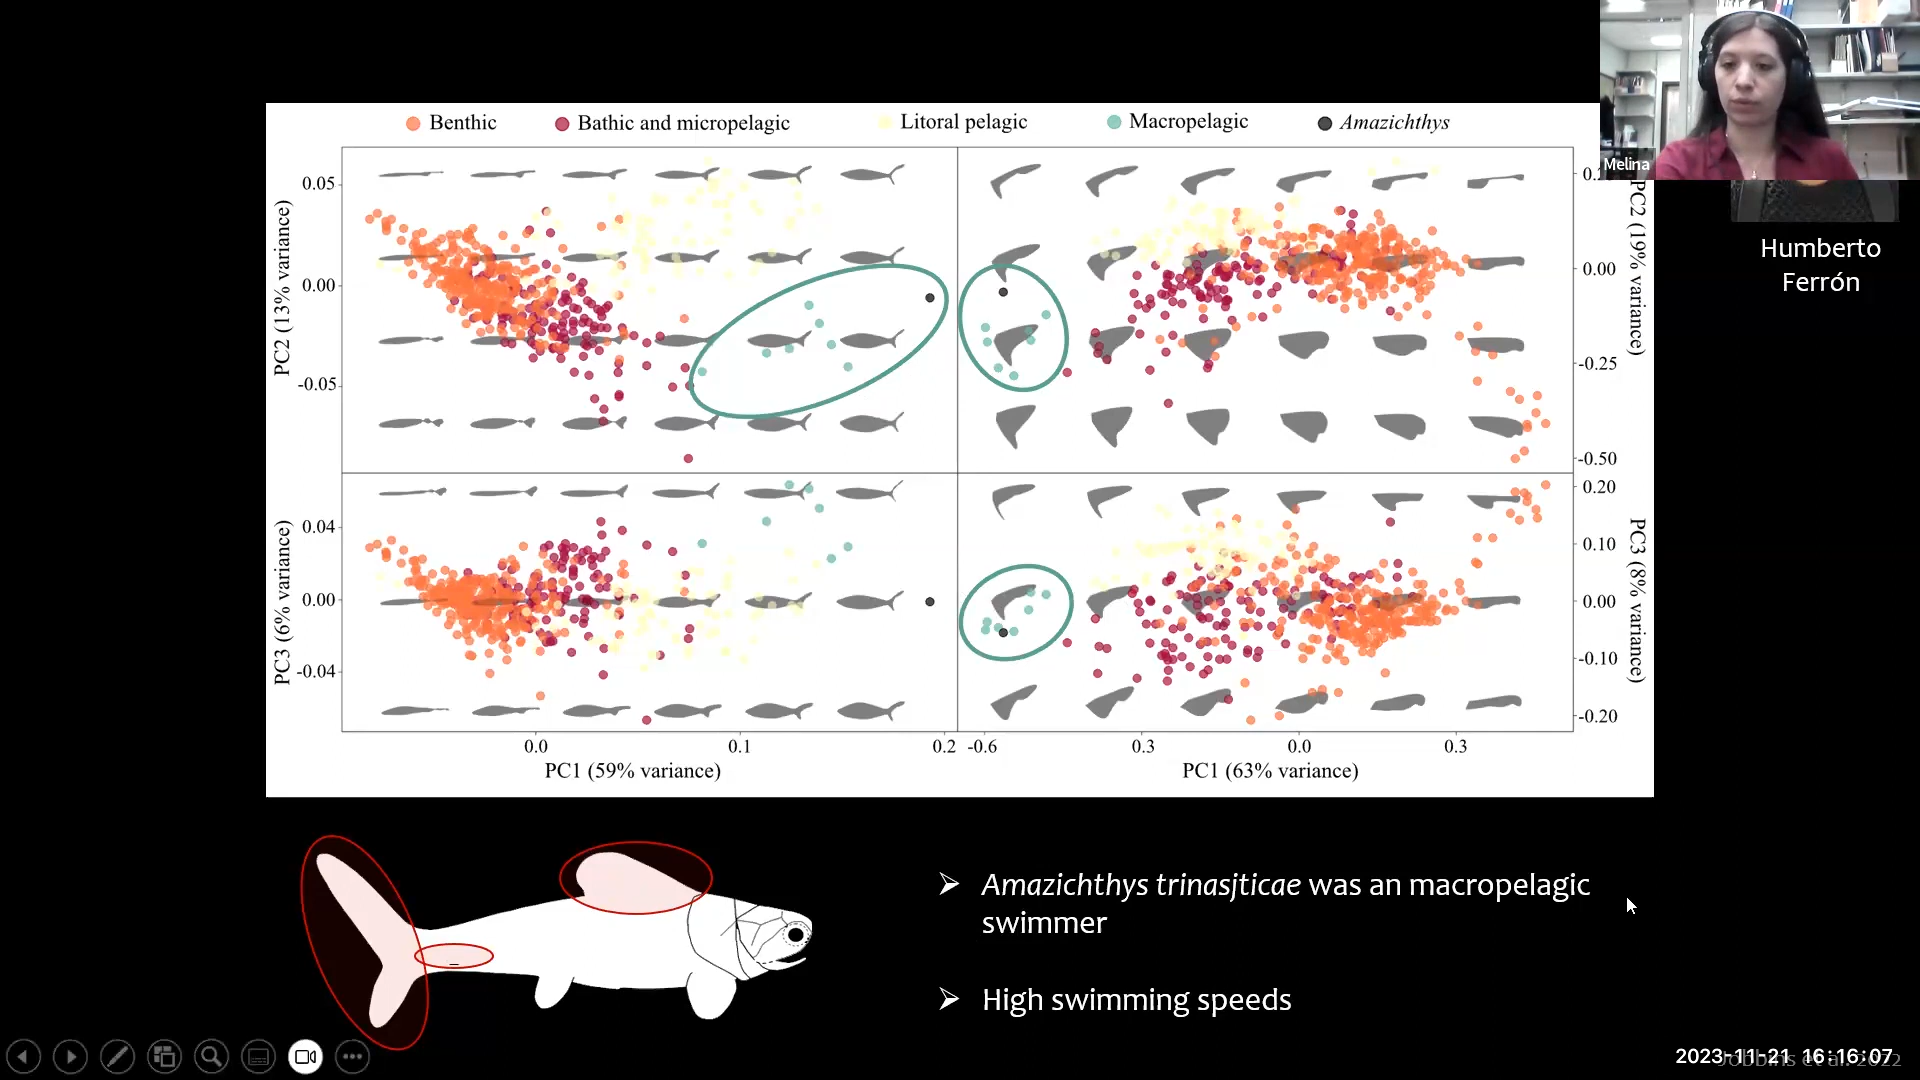 Benthic
Bathic and micropelagic
Litoral pelagic
Macropelagic
Amazichthys
Melina
Humberto
Ferrón
PC2 (13% variance)
0.05
0.00
-0.05
PC2 (19% variance)
0.00
-0.25
-0.50
PC3 (6% variance)
0.04
0.00
-0.04
PC3 (8% variance)
0.20
0.10
0.00
-0.10
-0.20
0.0
0.1
0.2
-0.6
0.3
0.0
0.3
PC1 (59% variance)
PC1 (63% variance)
➢ Amazichthys trinasjticae was an macropelagic
swimmer
➢ High swimming speeds
2023-11-21 16:16:07